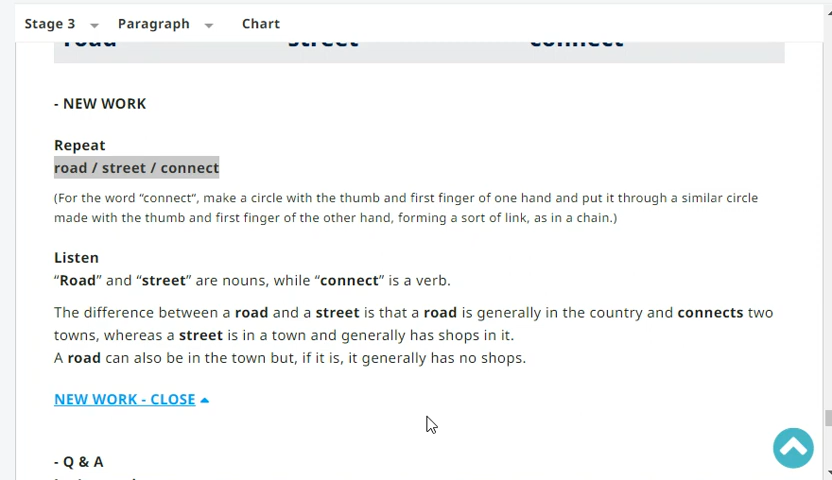 Stage 3 Paragraph Chart
road street connect
- NEW WORK
Repeat
road / street / connect
(For the word “connect”, make a circle with the thumb and first finger of one hand and put it through a similar circle
made with the thumb and first finger of the other hand, forming a sort of link, as in a chain.)
Listen
“Road” and “street” are nouns, while “connect” is a verb.
The difference between a road and a street is that a road is generally in the country and connects two
towns, whereas a street is in a town and generally has shops in it.
A road can also be in the town but, if it is, it generally has no shops.
NEW WORK - CLOSE
- Q & A